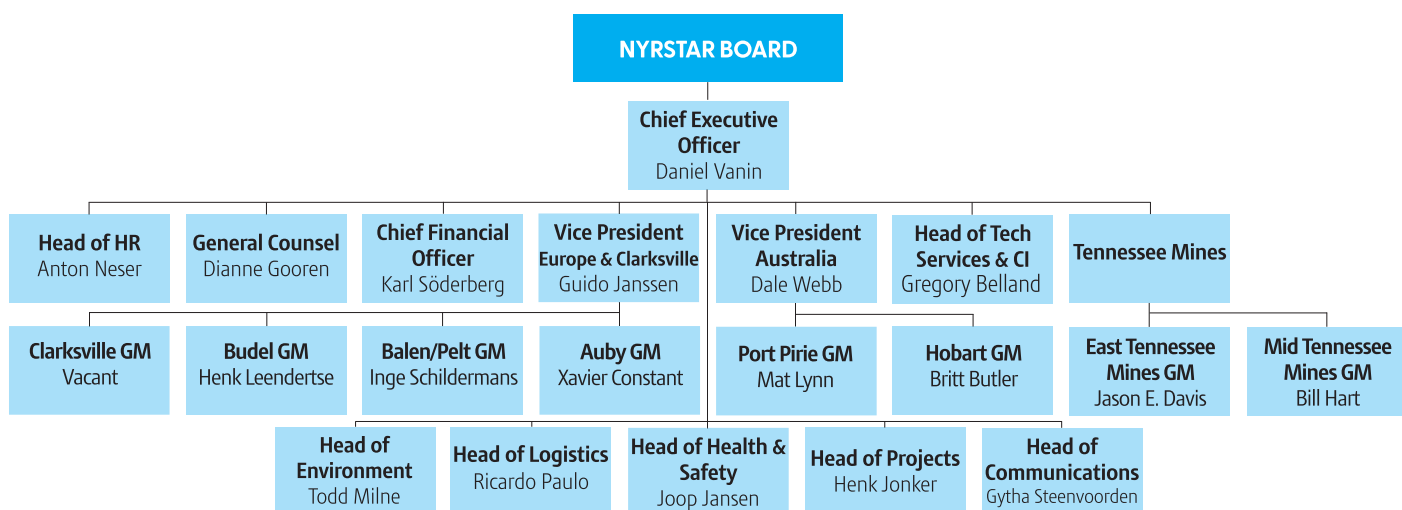 NYRSTAR BOARD
Chief Executive
Officer
Daniel Vanin
Head of HR
Anton Neser
General Counsel
Dianne Gooren
Chief Financial
Officer
Karl Söderberg
Vice President
Europe & Clarksville
Guido Janssen
Vice President
Australia
Dale Webb
Head of Tech
Services & CI
Gregory Belland
Tennessee Mines
Clarksville GM
Vacant
Budel GM
Henk Leendertse
Balen/Pelt GM
Inge Schildermans
Auby GM
Xavier Constant
Port Pirie GM
Mat Lynn
Hobart GM
Britt Butler
East Tennessee
Mines GM
Jason E. Davis
Mid Tennessee
Mines GM
Bill Hart
Head of
Environment
Todd Milne
Head of Logistics
Ricardo Paulo
Head of Health &
Safety
Joop Jansen
Head of Projects
Henk Jonker
Head of
Communications
Gytha Steenvoorden